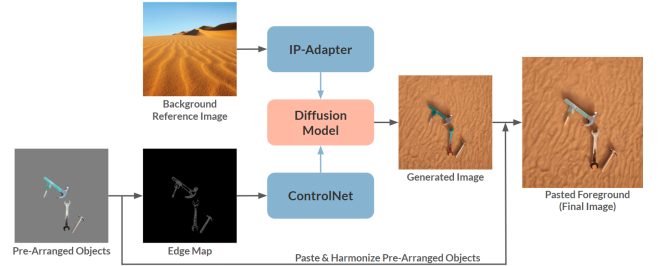 IP-Adapter
Background
Reference Image
Diffusion
Model
Generated Image
Pasted Foreground
(Final Image)
ControlNet
Pre-Arranged Objects
Edge Map
Paste & Harmonize Pre-Arranged Objects